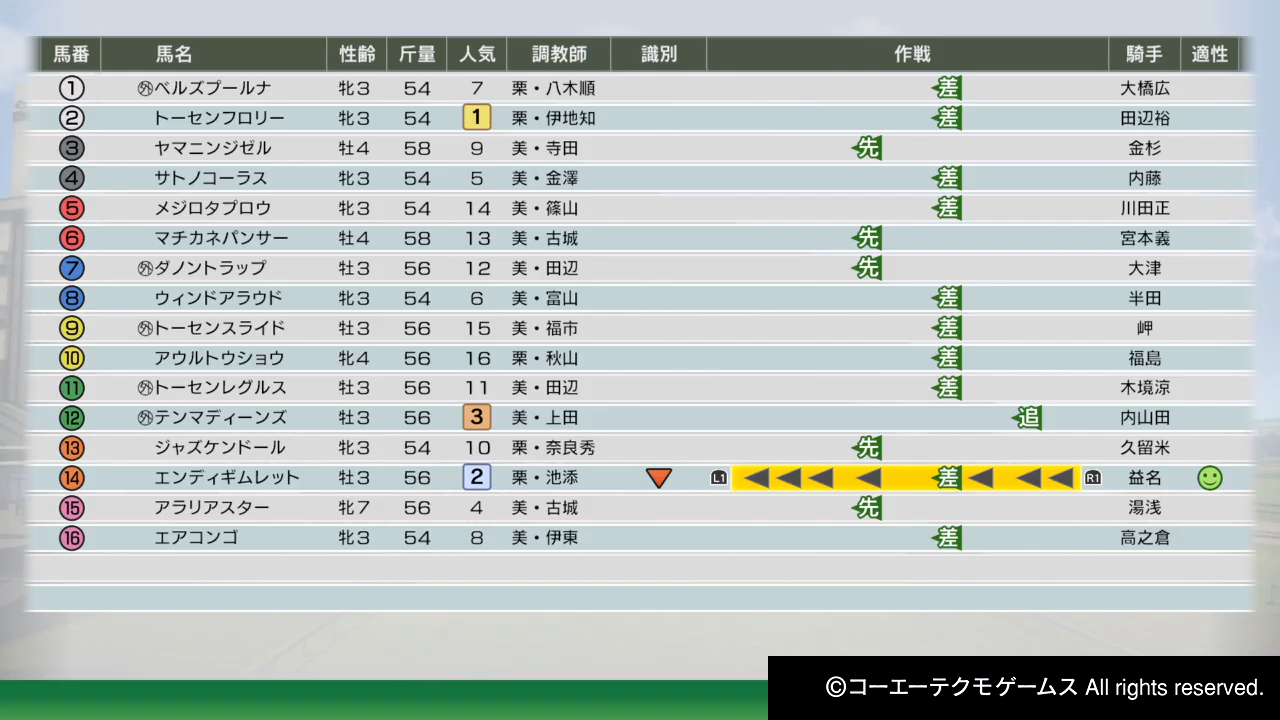 馬番 馬名 性齢 斤量 人気 調教師 識別 作戦 騎手 適性
1 外ベルズプールナ 牝3 54 7 栗・八木順 差 大橋広
2 トーセンフロリー 牝3 54 1 栗・伊地知 差 田辺裕
3 ヤマニンジゼル 牡4 58 9 美・寺田 先 金杉
4 サトノコーラス 牝3 54 5 美・金澤 差 内藤
5 メジロタプロウ 牝3 54 14 美・篠山 差 川田正
6 マチカネパンサー 牡4 58 13 美・古城 先 宮本義
7 外ダノントラップ 牡3 56 12 美・田辺 先 大津
8 ウィンドアラウド 牝3 54 6 美・富山 差 半田
9 外トーセンスライド 牡3 56 15 美・福市 差 岬
10 アウルトウショウ 牝4 56 16 栗・秋山 差 福島
11 外トーセンレグルス 牡3 56 11 美・田辺 差 木境涼
12 外テンマディーンズ 牡3 56 3 美・上田 追 内山田
13 ジャズケンドール 牝3 54 10 栗・奈良秀 先 久留米
14 エンディギムレット 牡3 56 2 栗・池添 L1 差 R1 益名
15 アラリアスター 牝7 56 4 美・古城 先 湯浅
16 エアコンゴ 牝3 54 8 美・伊東 差 高之倉
©コーエーテクモゲームス All rights reserved.